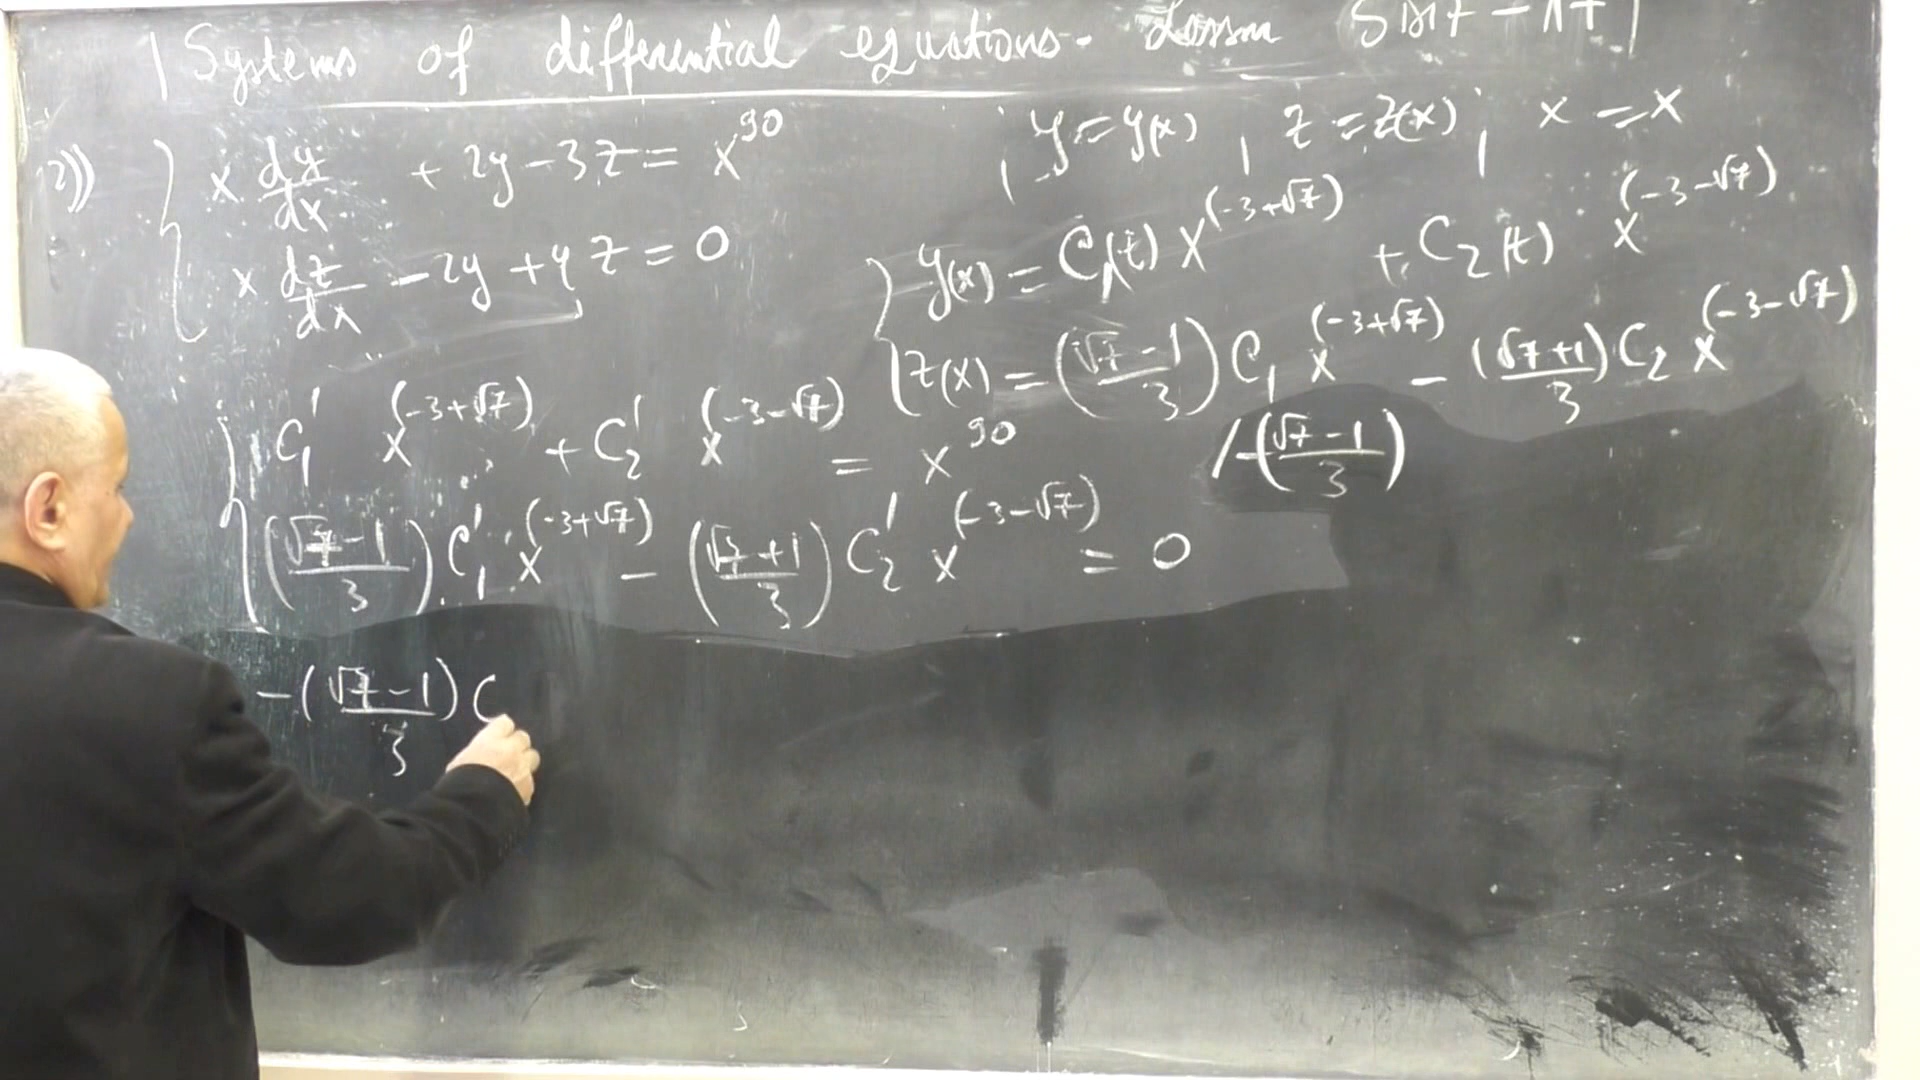 Systems of differential equations. Lesson
2)) { x dy/dx + 2y - 3z = x^90 ; y = y(x) , z = z(x) ; x = x
x dz/dx - 2y + 4z = 0
{ y(x) = C₁(t) x^(-3+√7) + C₂(t) x^(-3-√7)
z(x) = ((√7-1)/3) C₁ x^(-3+√7) - ((√7+1)/3) C₂ x^(-3-√7)
{ C₁' x^(-3+√7) + C₂' x^(-3-√7) = x^90 / -((√7-1)/3)
((√7-1)/3) C₁' x^(-3+√7) - ((√7+1)/3) C₂' x^(-3-√7) = 0
-((√7-1)/3) C